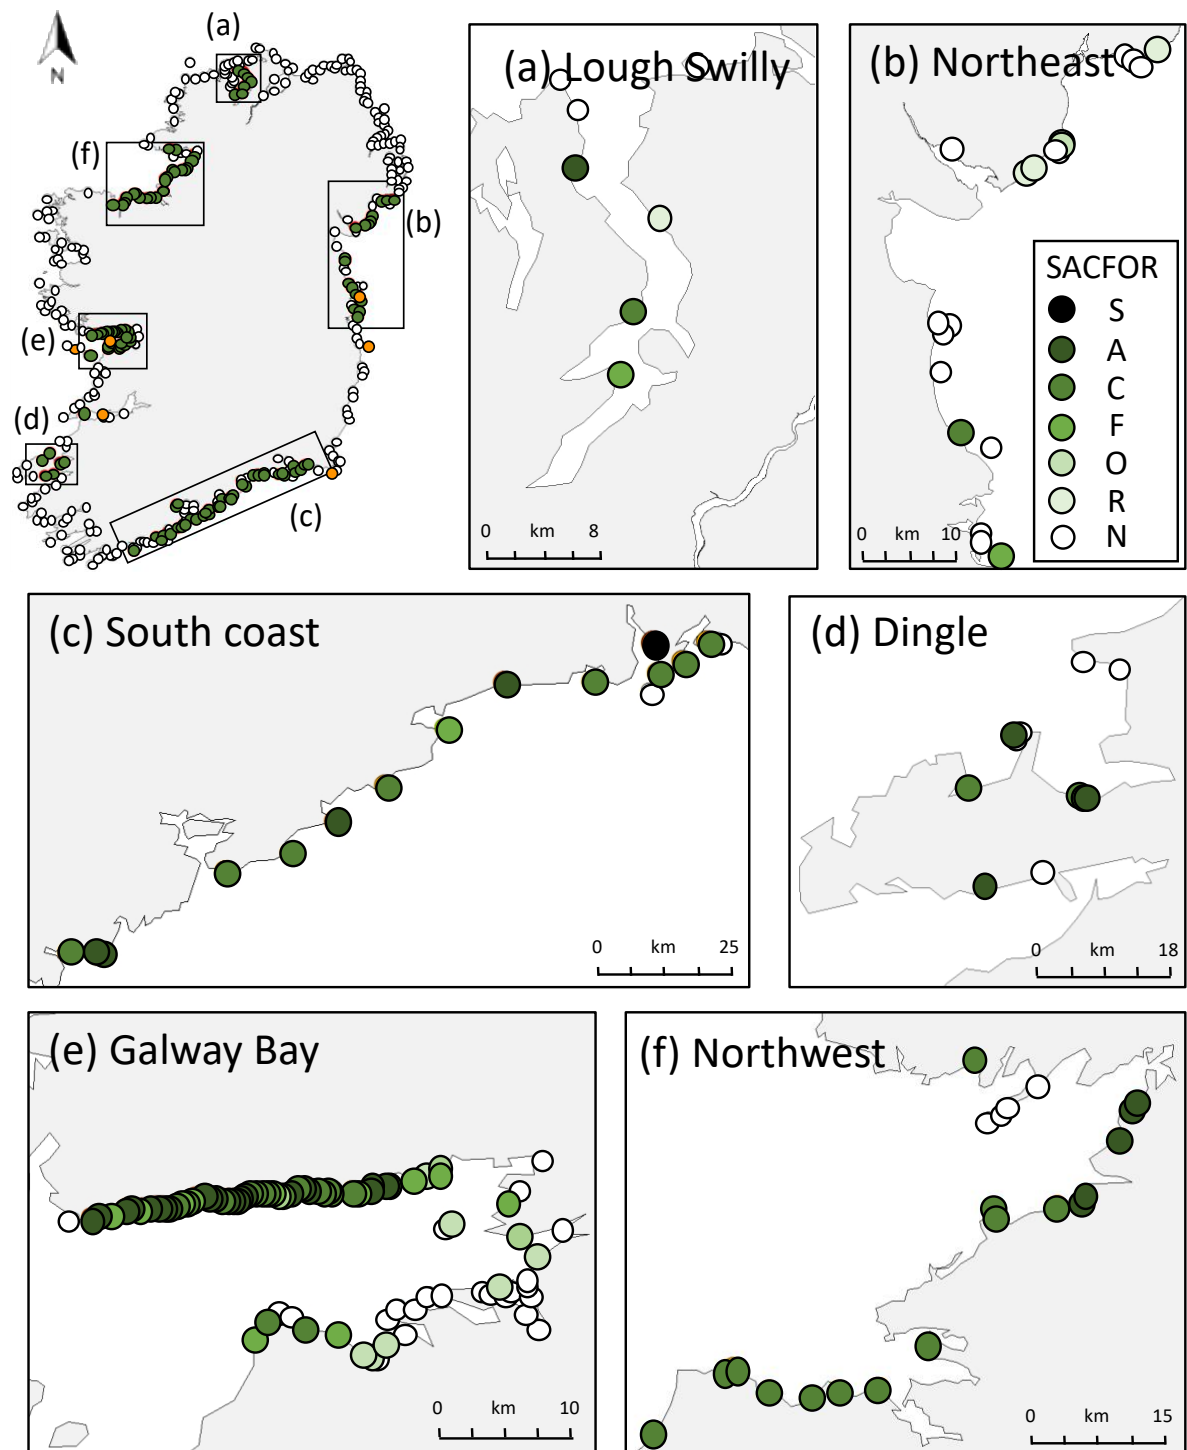 N
(a)
(f)
(b)
(e)
(d)
(c)
(a) Lough Swilly
0 km 8
(b) Northeast
SACFOR
S
A
C
F
O
R
N
0 km 10
(c) South coast
0 km 25
(d) Dingle
0 km 18
(e) Galway Bay
0 km 10
(f) Northwest
0 km 15